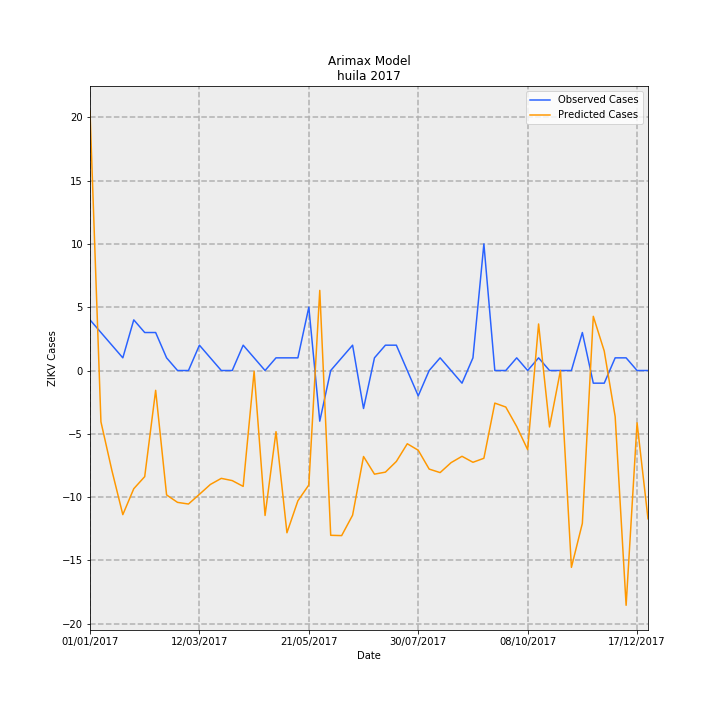 Arimax Model
huila 2017
Observed Cases
Predicted Cases
20
15
10
5
0
−5
−10
−15
−20
ZIKV Cases
01/01/2017
12/03/2017
21/05/2017
30/07/2017
08/10/2017
17/12/2017
Date